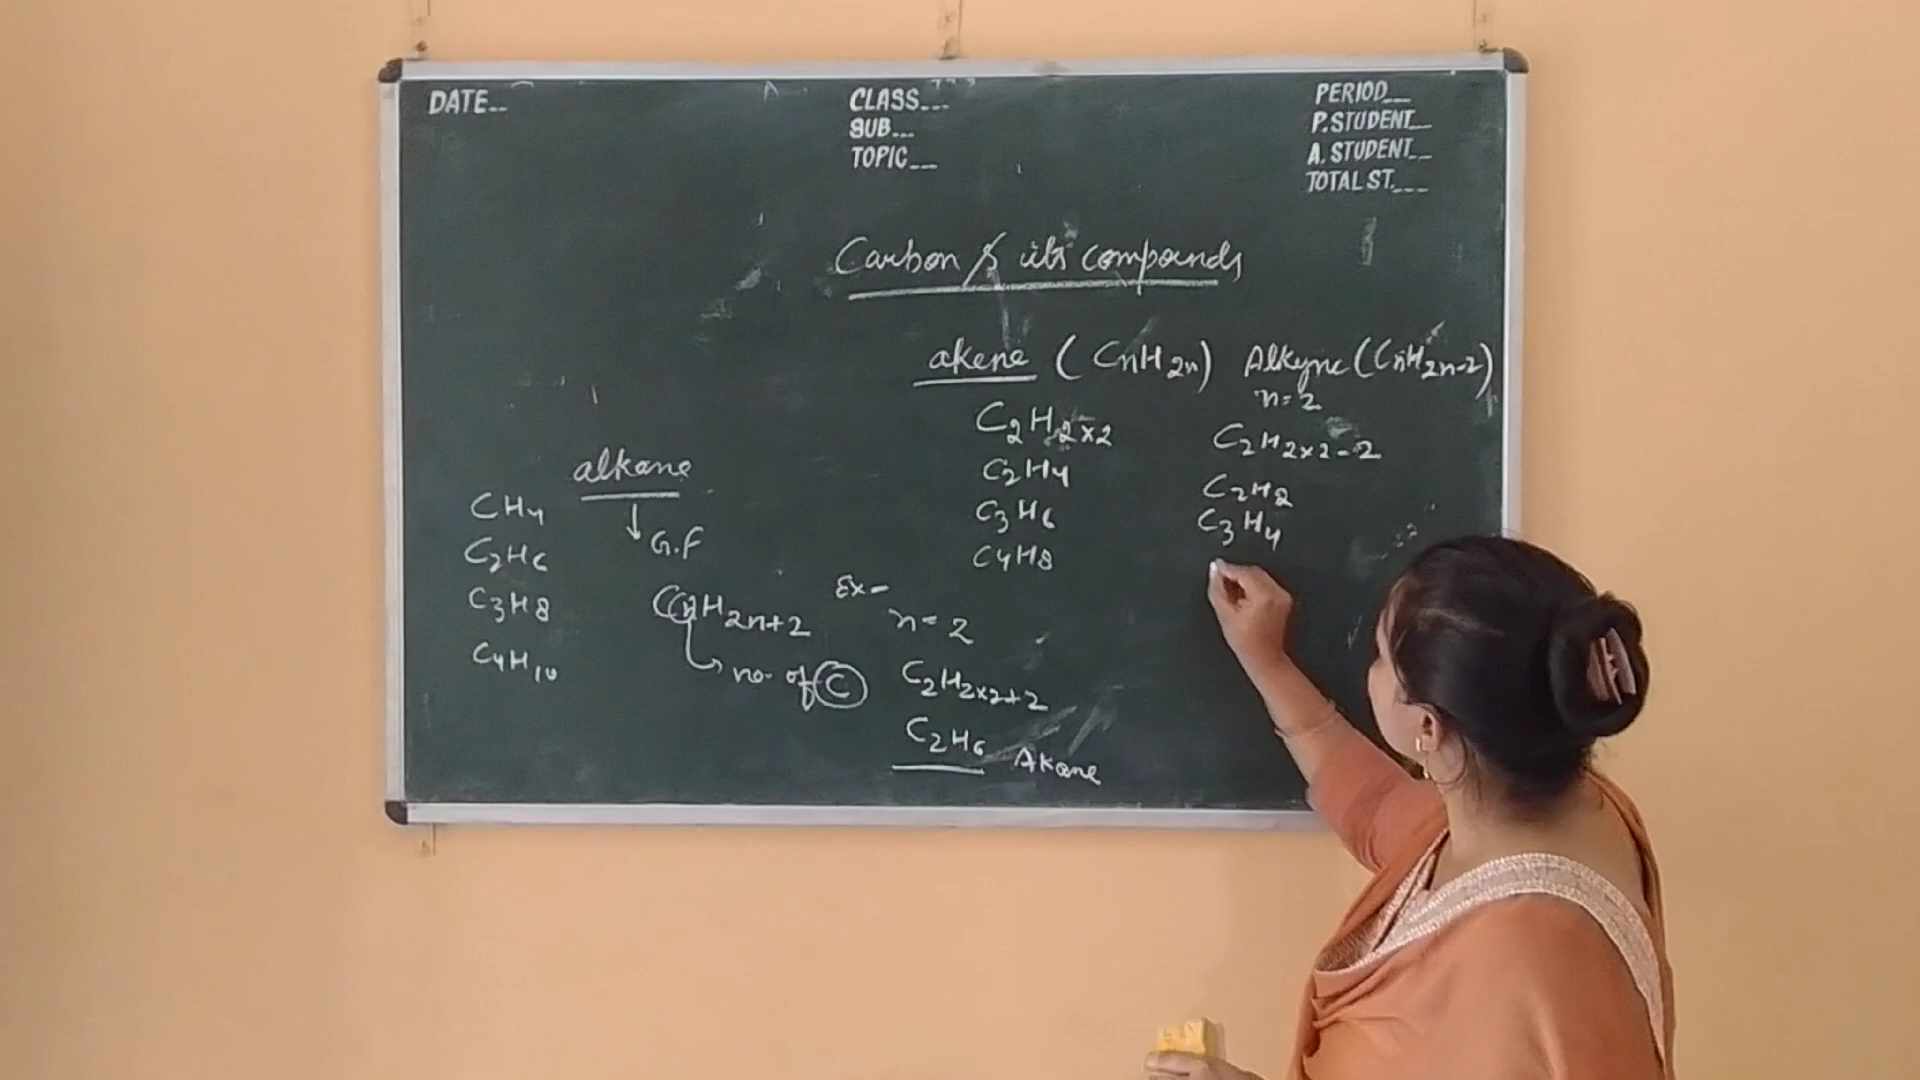 DATE...
CLASS...
SUB...
TOPIC...
PERIOD...
P. STUDENT...
A. STUDENT...
TOTAL ST....
Carbon & its compounds
alkane
↓ G.F
CH4
C2H6
C3H8
C4H10
CnH2n+2
→ no. of C
Ex-
n = 2
C2H2x2+2
C2H6 Akane
akene (CnH2n)
C2H2x2
C2H4
C3H6
C4H8
Alkyne (CnH2n-2)
n = 2
C2H2x2-2
C2H2
C3H4